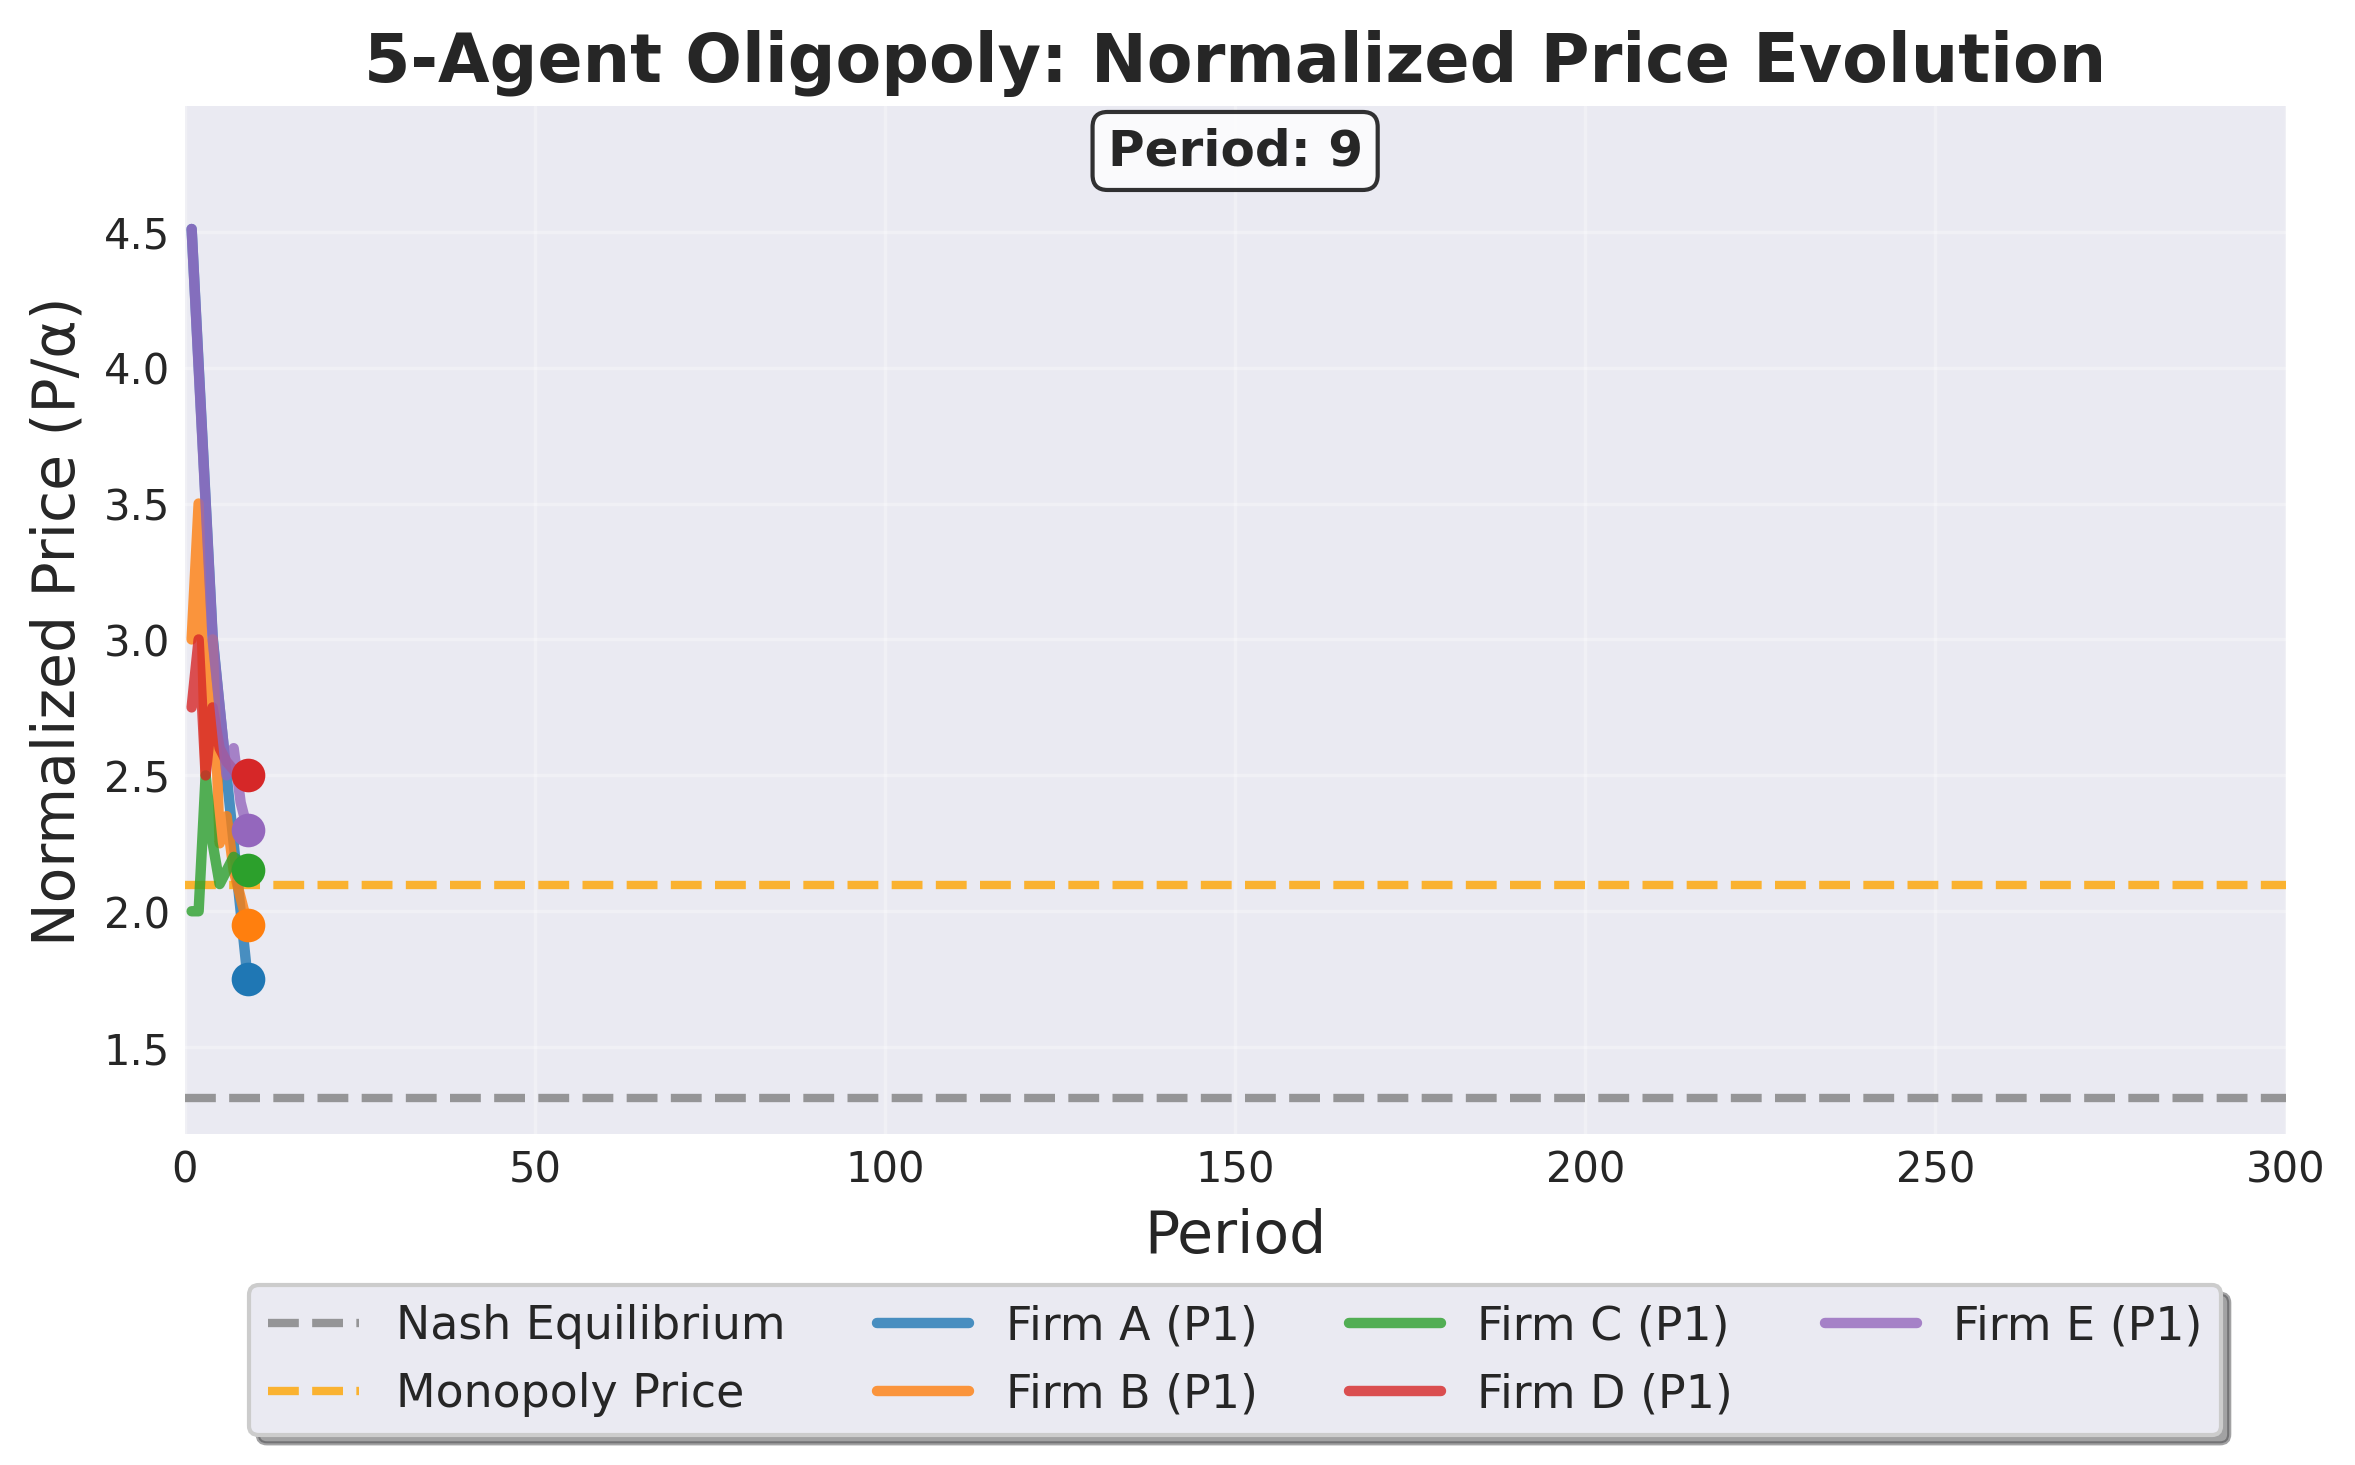 5-Agent Oligopoly: Normalized Price Evolution
Period: 9
Normalized Price (P/α)
4.5
4.0
3.5
3.0
2.5
2.0
1.5
0 50 100 150 200 250 300
Period
Nash Equilibrium Firm A (P1) Firm C (P1) Firm E (P1)
Monopoly Price Firm B (P1) Firm D (P1)